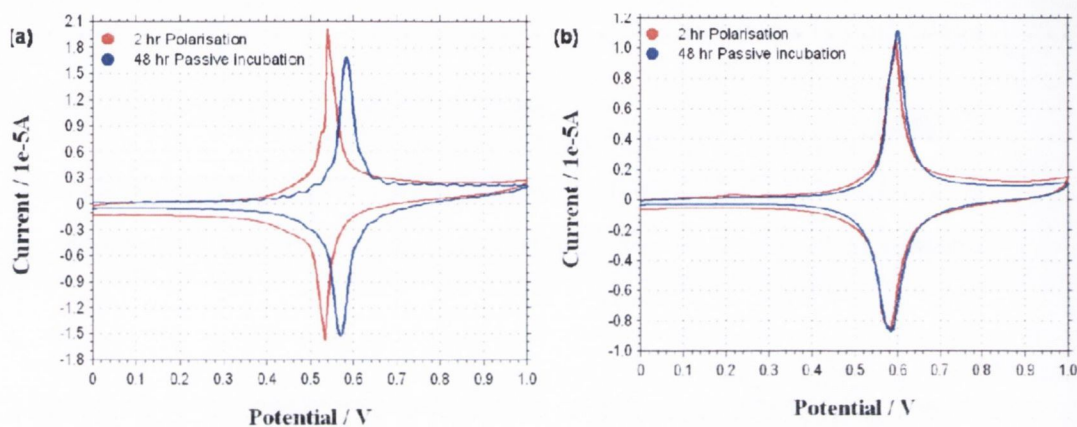 (a)
2 hr Polarisation
48 hr Passive Incubation
2.1
1.8
1.5
1.2
0.9
0.6
0.3
0
-0.3
-0.6
-0.9
-1.2
-1.5
-1.8
Current / 1e-5A
0 0.1 0.2 0.3 0.4 0.5 0.6 0.7 0.8 0.9 1.0
Potential / V
(b)
2 hr Polarisation
48 hr Passive Incubation
1.2
1.0
0.8
0.6
0.4
0.2
0
-0.2
-0.4
-0.6
-0.8
-1.0
Current / 1e-5A
0 0.1 0.2 0.3 0.4 0.5 0.6 0.7 0.8 0.9 1.0
Potential / V